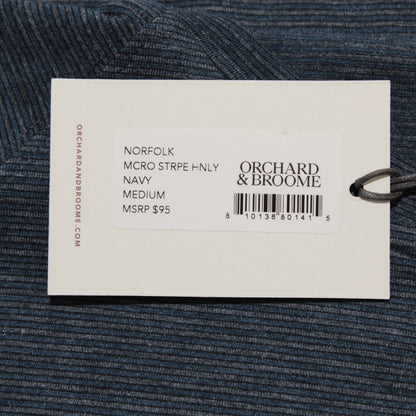 ORCHARDANDBROOME.COM
NORFOLK
MCRO STRPE HNLY
NAVY
MEDIUM
MSRP $95
ORCHARD
& BROOME
8 10136 80141 5